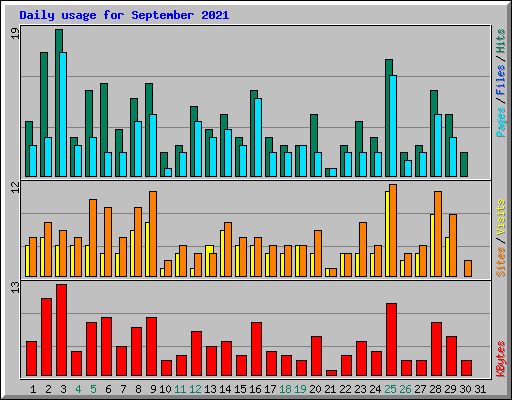 Daily usage for September 2021
19
12
13
Pages / Files / Hits
Sites / Visits
KBytes
1 2 3 4 5 6 7 8 9 10 11 12 13 14 15 16 17 18 19 20 21 22 23 24 25 26 27 28 29 30 31